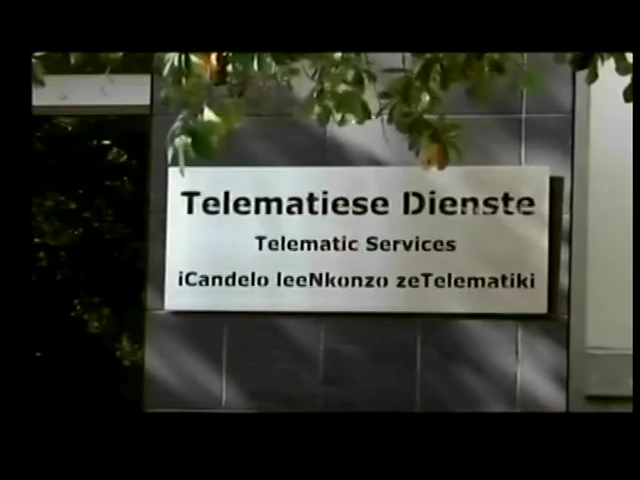 Telematiese Dienste
Telematic Services
iCandelo leeNkonzo zeTelematiki